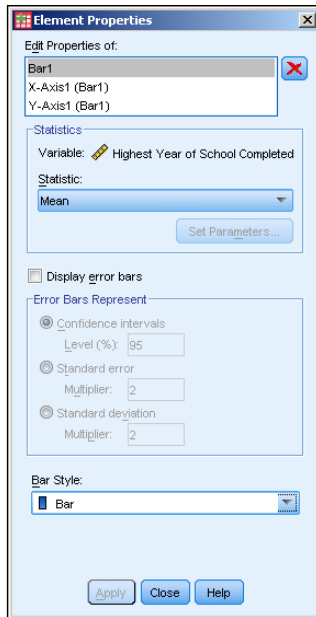 Element Properties
Edit Properties of:
Bar1
X-Axis1 (Bar1)
Y-Axis1 (Bar1)
Statistics
Variable: Highest Year of School Completed
Statistic:
Mean
Set Parameters...
Display error bars
Error Bars Represent
Confidence intervals
Level (%): 95
Standard error
Multiplier: 2
Standard deviation
Multiplier: 2
Bar Style:
Bar
Apply Close Help